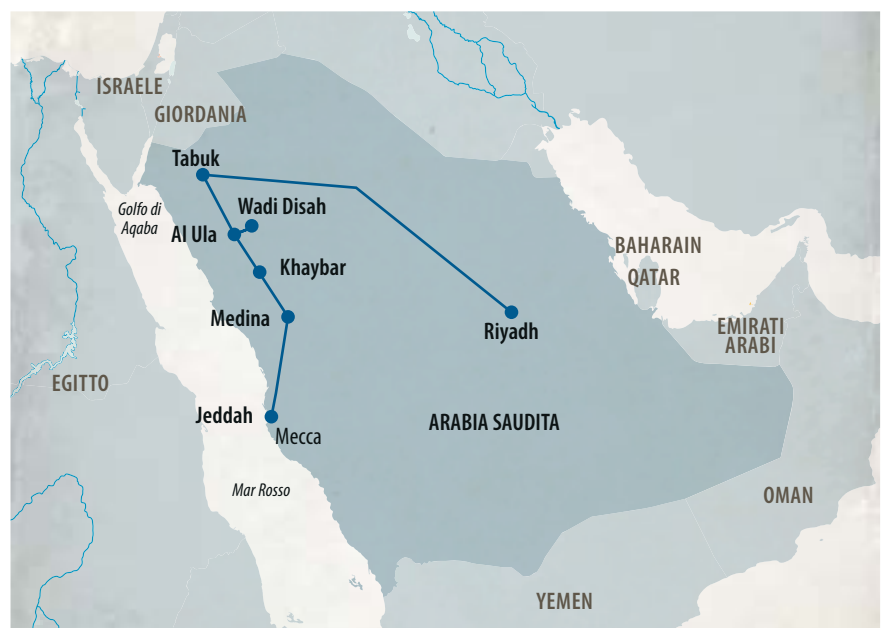 ISRAELE
GIORDANIA
Tabuk
Golfo di
Aqaba
Wadi Disah
Al Ula
Khaybar
BAHARAIN
QATAR
Medina
Riyadh
EMIRATI
ARABI
EGITTO
Jeddah
Mecca
ARABIA SAUDITA
Mar Rosso
OMAN
YEMEN